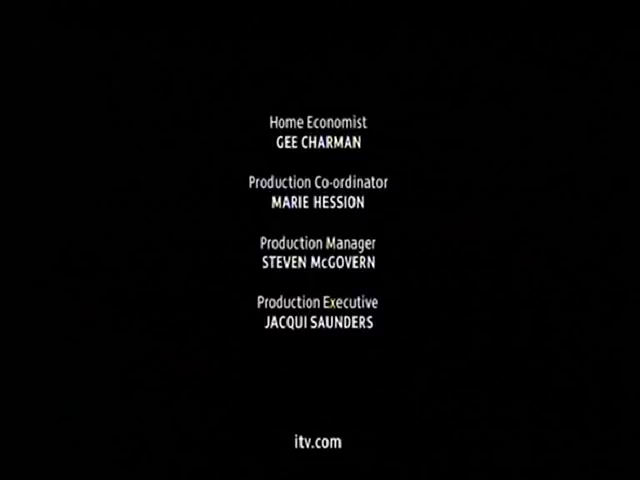 Home Economist
GEE CHARMAN
Production Co-ordinator
MARIE HESSION
Production Manager
STEVEN McGOVERN
Production Executive
JACQUI SAUNDERS
itv.com